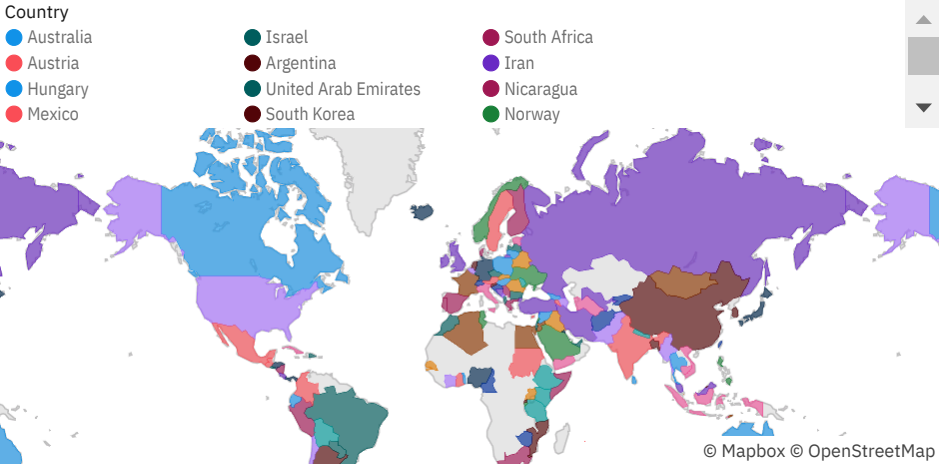 Country
Australia
Israel
South Africa
Austria
Argentina
Iran
Hungary
United Arab Emirates
Nicaragua
Mexico
South Korea
Norway
© Mapbox © OpenStreetMap